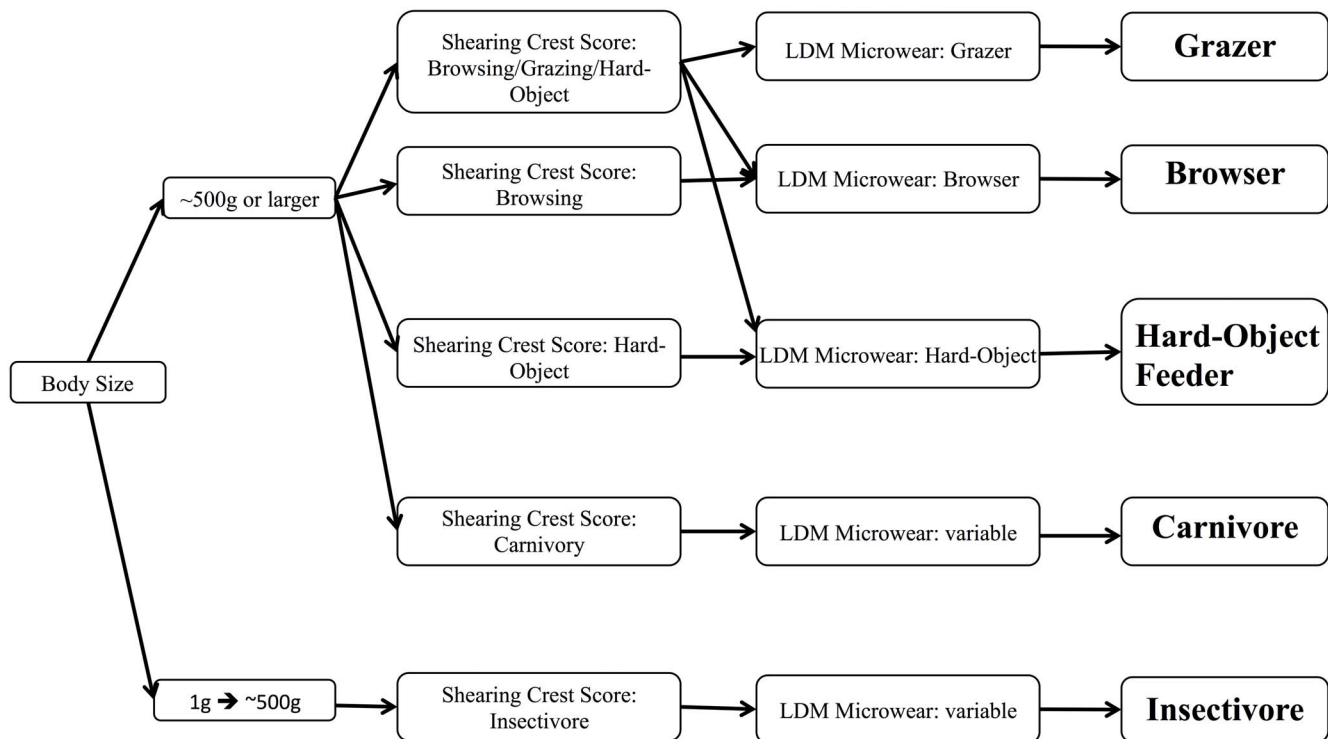 Shearing Crest Score:
Browsing/Grazing/Hard-
Object
LDM Microwear: Grazer
Grazer
Shearing Crest Score:
Browsing
LDM Microwear: Browser
Browser
~500g or larger
Shearing Crest Score: Hard-
Object
LDM Microwear: Hard-Object
Hard-Object
Feeder
Body Size
Shearing Crest Score:
Carnivory
LDM Microwear: variable
Carnivore
1g ➔ ~500g
Shearing Crest Score:
Insectivore
LDM Microwear: variable
Insectivore